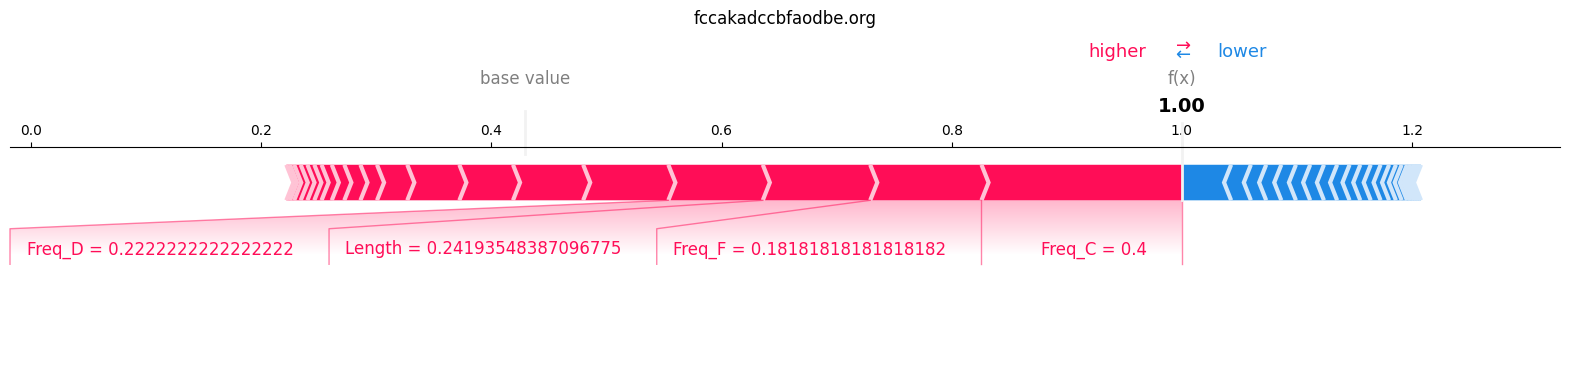 fccakadccbfaodbe.org
higher ⇄ lower
base value
f(x)
1.00
0.0 0.2 0.4 0.6 0.8 1.0 1.2
Freq_D = 0.2222222222222222 Length = 0.24193548387096775 Freq_F = 0.18181818181818182 Freq_C = 0.4